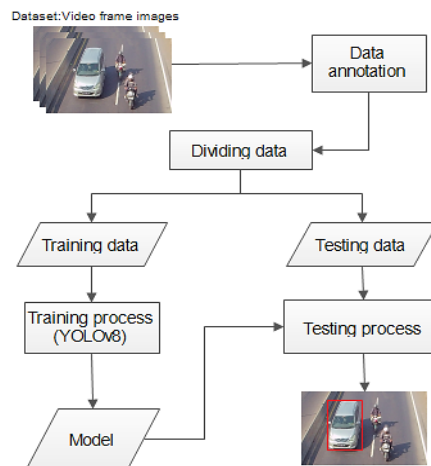 Dataset:Video frame images
Data
annotation
Dividing data
Training data
Testing data
Training process
(YOLOv8)
Testing process
Model